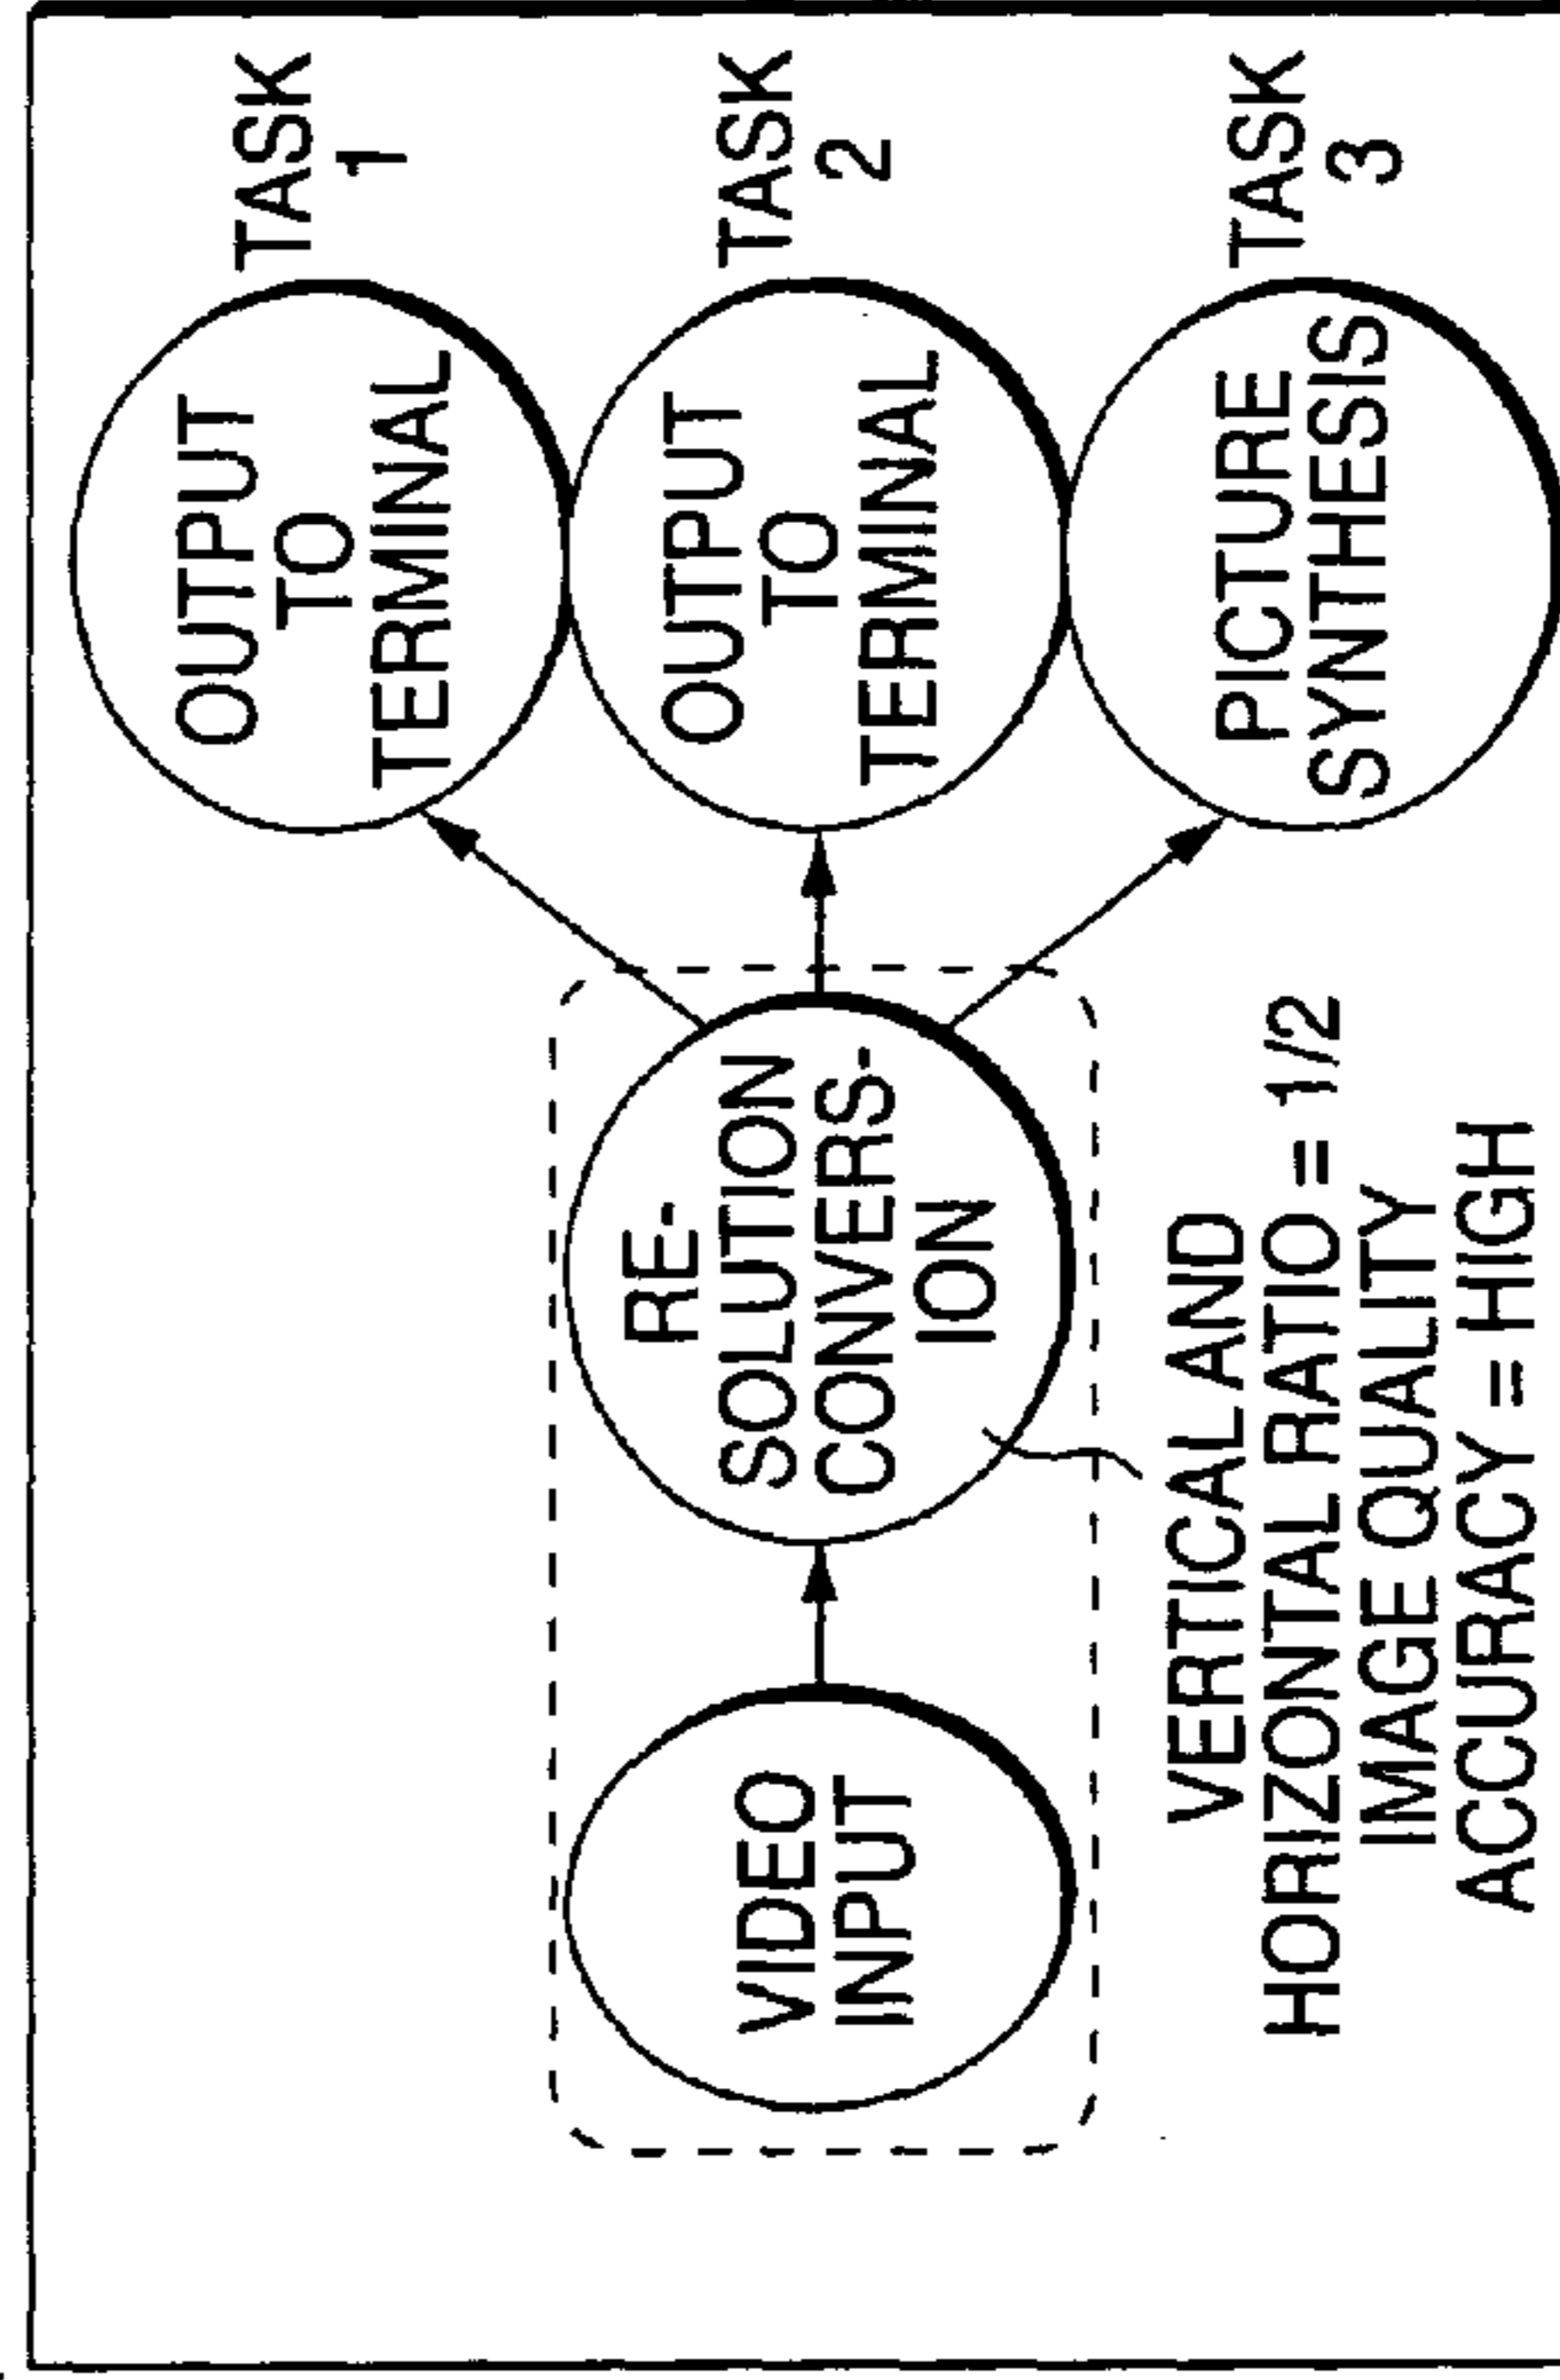 VIDEO
INPUT
RE-
SOLUTION
CONVERS-
ION
OUTPUT
TO
TERMINAL
TASK
1
OUTPUT
TO
TERMINAL
TASK
2
PICTURE
SYNTHESIS
TASK
3
VERTICAL AND
HORIZONTAL RATIO = 1/2
IMAGE QUALITY
ACCURACY = HIGH